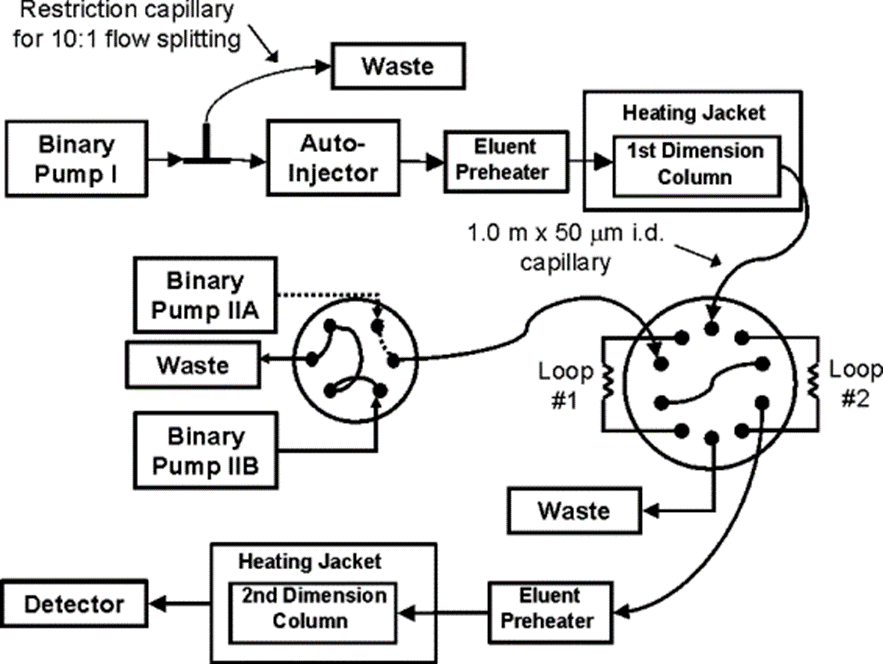 Restriction capillary
for 10:1 flow splitting
Waste
Binary
Pump I
Auto-
Injector
Eluent
Preheater
Heating Jacket
1st Dimension
Column
1.0 m x 50 μm i.d.
capillary
Binary
Pump IIA
Waste
Binary
Pump IIB
Loop
#1
Loop
#2
Waste
Heating Jacket
2nd Dimension
Column
Eluent
Preheater
Detector